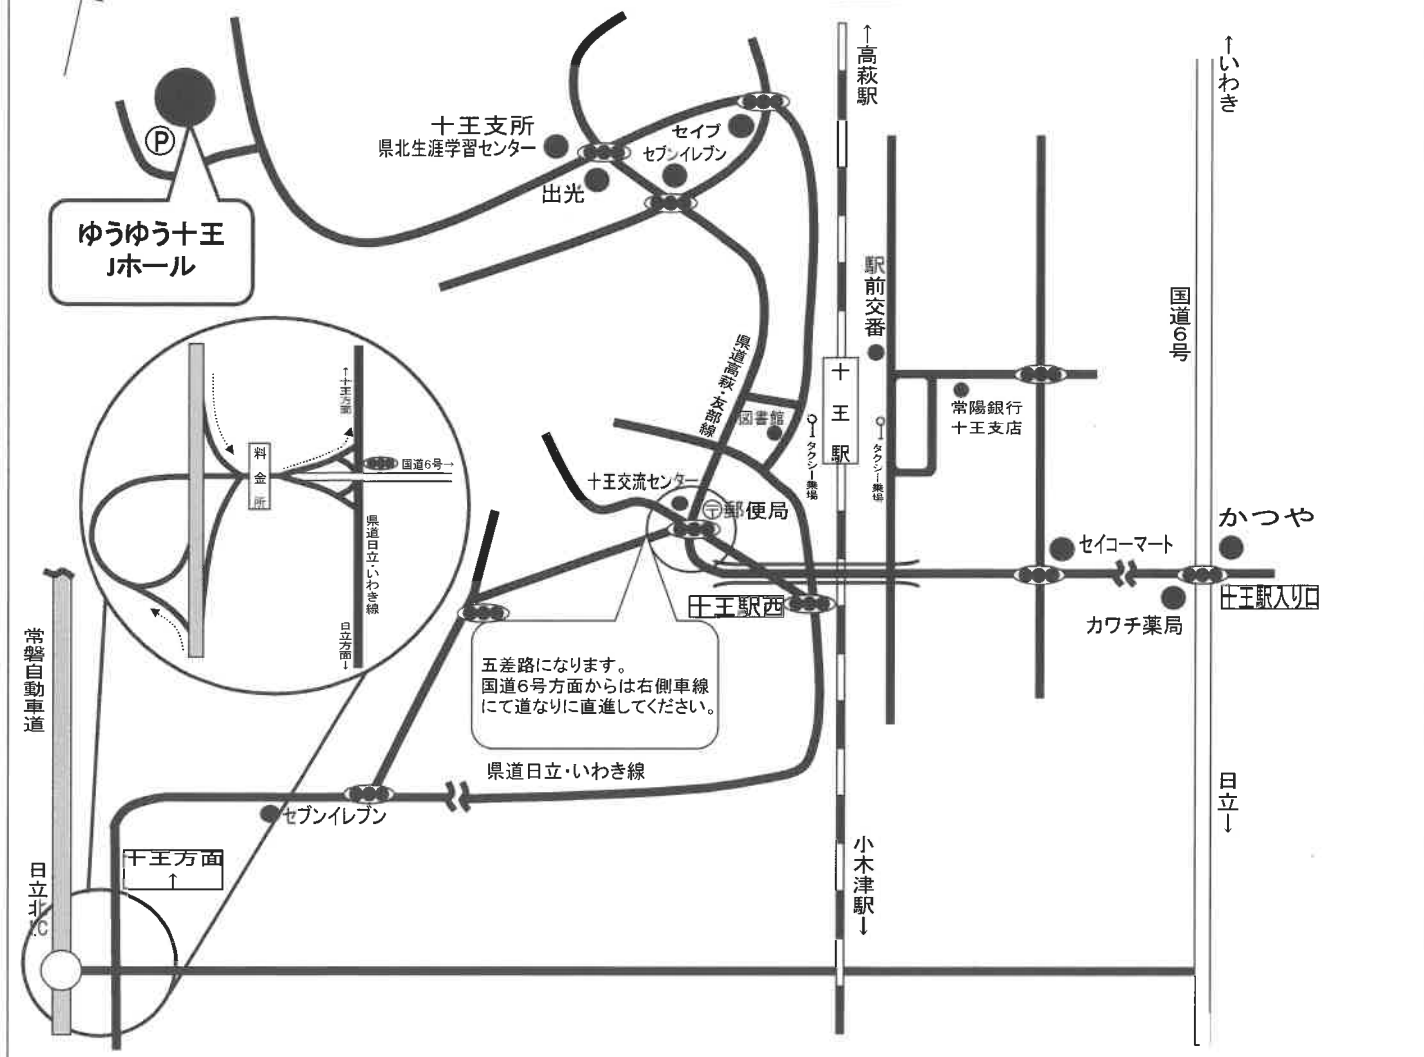 ←高萩駅
←いわき
十王支所
県北生涯学習センター
セイブ
セブンイレブン
出光
Ⓟ
ゆうゆう十王
Jホール
駅前交番
国道6号
県道高萩・友部線
図書館
十王駅
タクシー乗場
タクシー乗場
常陽銀行
十王支店
←十王方面
料金所
国道6号→
県道日立・いわき線
日立方面→
十王交流センター
〒郵便局
かつや
セイコーマート
十王駅西
十王駅入り口
カワチ薬局
常磐自動車道
五差路になります。
国道6号方面からは右側車線
にて道なりに直進してください。
県道日立・いわき線
日立→
セブンイレブン
十王方面
↑
小木津駅→
日立北I.C